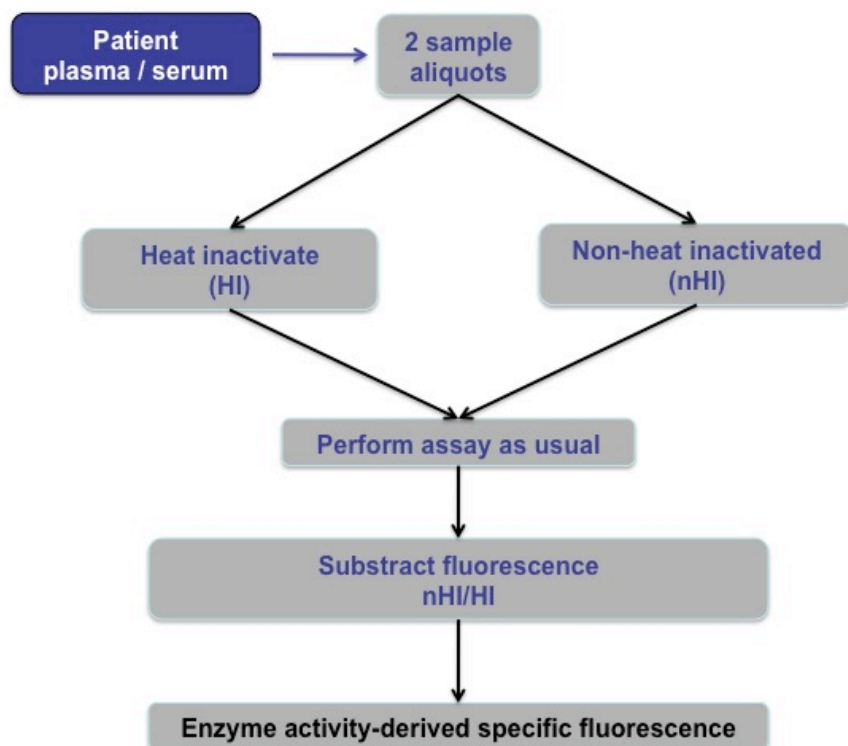 Patient
plasma / serum
2 sample
aliquots
Heat inactivate
(HI)
Non-heat inactivated
(nHI)
Perform assay as usual
Substract fluorescence
nHI/HI
Enzyme activity-derived specific fluorescence